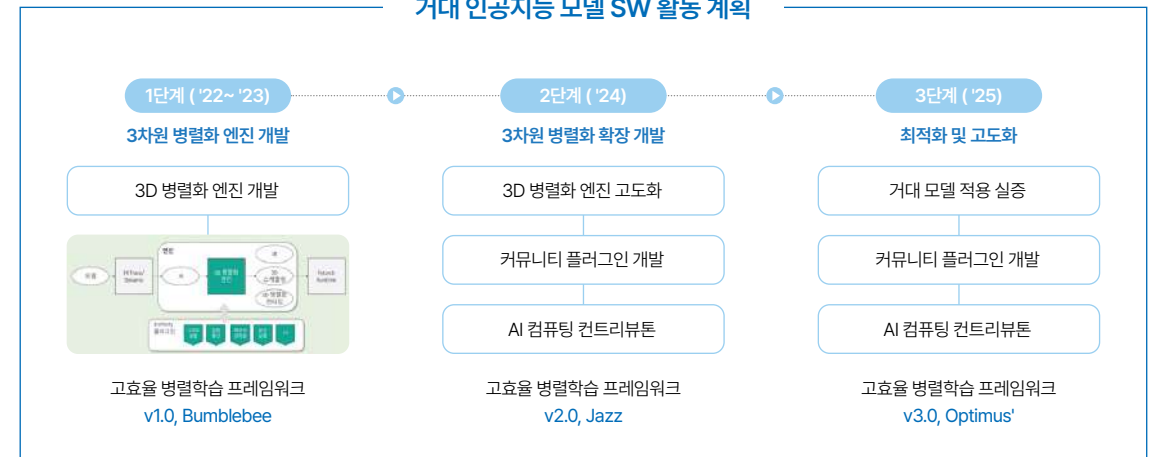 거대 인공지능 모델 SW 활동 계획
1단계 ( '22~ '23)
2단계 ( '24)
3단계 ( '25)
3차원 병렬화 엔진 개발
3차원 병렬화 확장 개발
최적화 및 고도화
3D 병렬화 엔진 개발
3D 병렬화 엔진 고도화
거대 모델 적용 실증
커뮤니티 플러그인 개발
커뮤니티 플러그인 개발
AI 컴퓨팅 컨트리뷰톤
AI 컴퓨팅 컨트리뷰톤
고효율 병렬학습 프레임워크
고효율 병렬학습 프레임워크
고효율 병렬학습 프레임워크
v1.0, Bumblebee
v2.0, Jazz
v3.0, Optimus'